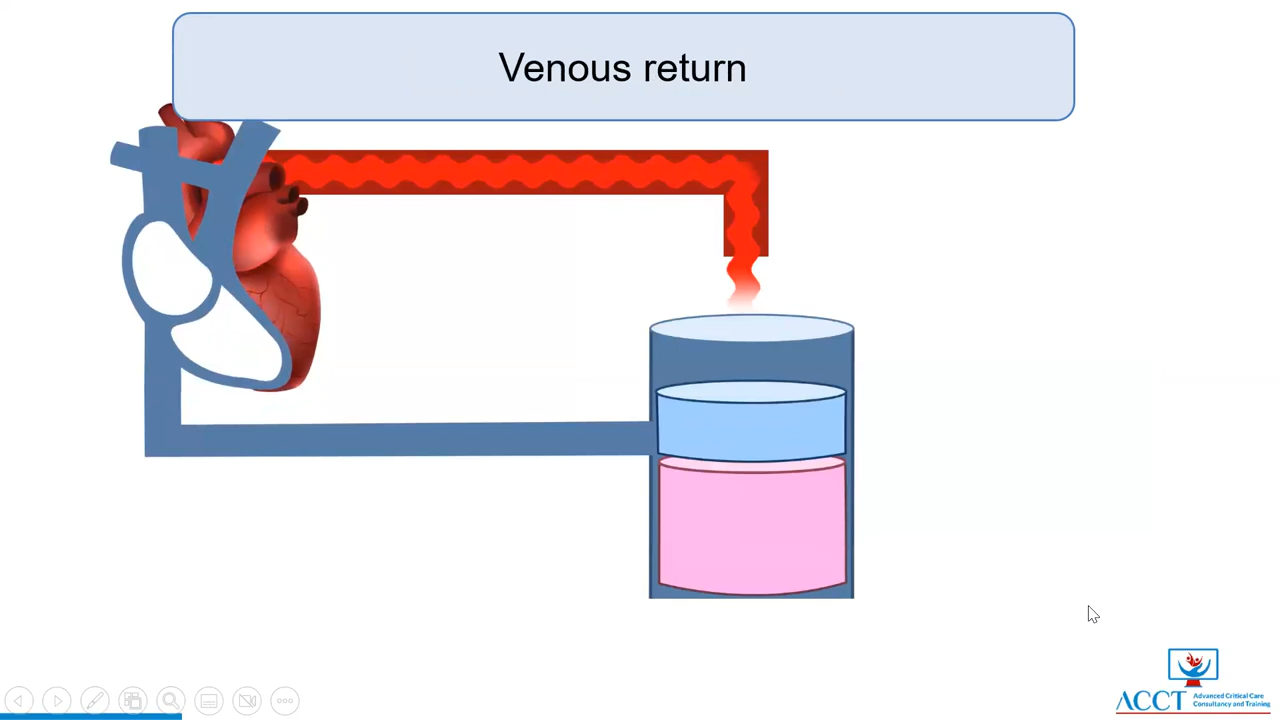 Venous return
ACCT
Advanced Critical Care
Consultancy and Training